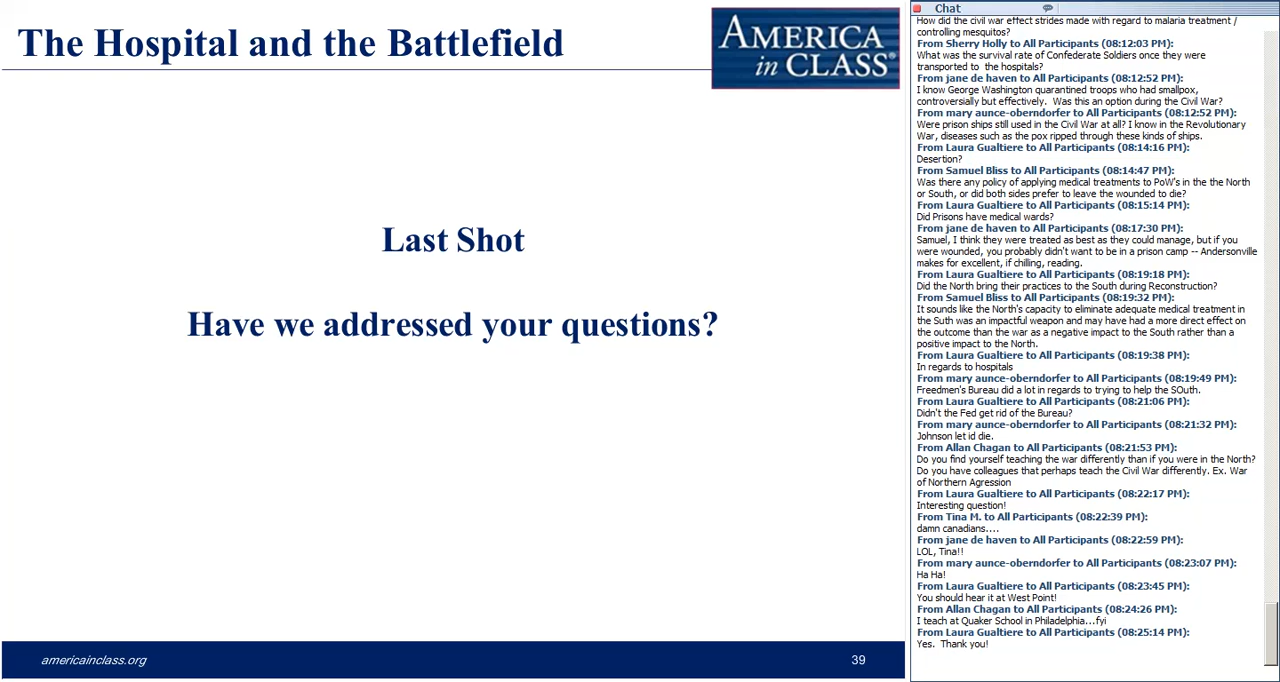 The Hospital and the Battlefield
AMERICA
in CLASS®
Last Shot
Have we addressed your questions?
americainclass.org
39
Chat
How did the civil war effect strides made with regard to malaria treatment /
controlling mesquitos?
From Sherry Holly to All Participants (08:12:03 PM):
What was the survival rate of Confederate Soldiers once they were
transported to  the hospitals?
From jane de haven to All Participants (08:12:52 PM):
I know George Washington quarantined troops who had smallpox,
controversially but effectively.  Was this an option during the Civil War?
From mary aunce-oberndorfer to All Participants (08:12:52 PM):
Were prison ships still used in the Civil War at all? I know in the Revolutionary
War, diseases such as the pox ripped through these kinds of ships.
From Laura Gualtiere to All Participants (08:14:16 PM):
Desertion?
From Samuel Bliss to All Participants (08:14:47 PM):
Was there any policy of applying medical treatments to PoW's in the the North
or South, or did both sides prefer to leave the wounded to die?
From Laura Gualtiere to All Participants (08:15:14 PM):
Did Prisons have medical wards?
From jane de haven to All Participants (08:17:30 PM):
Samuel, I think they were treated as best as they could manage, but if you
were wounded, you probably didn't want to be in a prison camp -- Andersonville
makes for excellent, if chilling, reading.
From Laura Gualtiere to All Participants (08:19:18 PM):
Did the North bring their practices to the South during Reconstruction?
From Samuel Bliss to All Participants (08:19:32 PM):
It sounds like the North's capacity to eliminate adequate medical treatment in
the Suth was an impactful weapon and may have had a more direct effect on
the outcome than the war as a negative impact to the South rather than a
positive impact to the North.
From Laura Gualtiere to All Participants (08:19:38 PM):
In regards to hospitals
From mary aunce-oberndorfer to All Participants (08:19:49 PM):
Freedmen's Bureau did a lot in regards to trying to help the SOuth.
From Laura Gualtiere to All Participants (08:21:06 PM):
Didn't the Fed get rid of the Bureau?
From mary aunce-oberndorfer to All Participants (08:21:32 PM):
Johnson let id die.
From Allan Chagan to All Participants (08:21:53 PM):
Do you find yourself teaching the war differently than if you were in the North?
Do you have colleagues that perhaps teach the Civil War differently. Ex. War
of Northern Agression
From Laura Gualtiere to All Participants (08:22:17 PM):
Interesting question!
From Tina M. to All Participants (08:22:39 PM):
damn canadians....
From jane de haven to All Participants (08:22:59 PM):
LOL, Tina!!
From mary aunce-oberndorfer to All Participants (08:23:07 PM):
Ha Ha!
From Laura Gualtiere to All Participants (08:23:45 PM):
You should hear it at West Point!
From Allan Chagan to All Participants (08:24:26 PM):
I teach at Quaker School in Philadelphia...fyi
From Laura Gualtiere to All Participants (08:25:14 PM):
Yes.  Thank you!